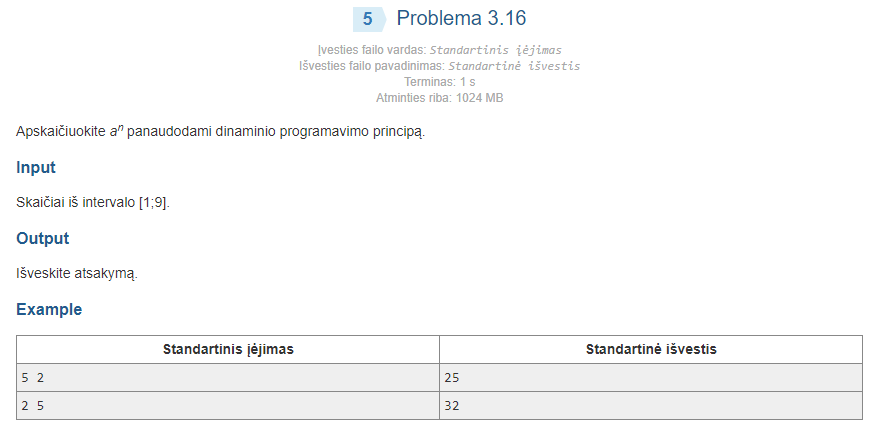 5 Problema 3.16
Įvesties failo vardas: Standartinis įėjimas
Išvesties failo pavadinimas: Standartinė išvestis
Terminas: 1 s
Atminties riba: 1024 MB
Apskaičiuokite aⁿ panaudodami dinaminio programavimo principą.
Input
Skaičiai iš intervalo [1;9].
Output
Išveskite atsakymą.
Example
Standartinis įėjimas Standartinė išvestis
5 2 25
2 5 32